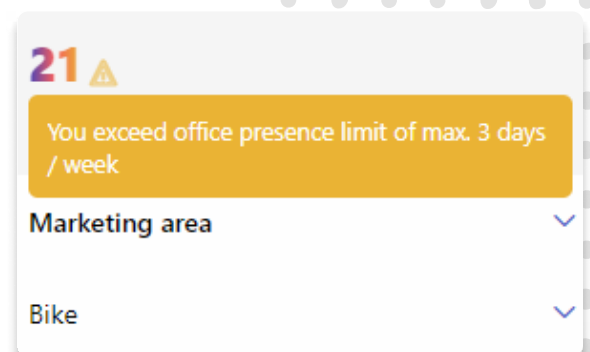 21
You exceed office presence limit of max. 3 days
/ week
Marketing area
Bike